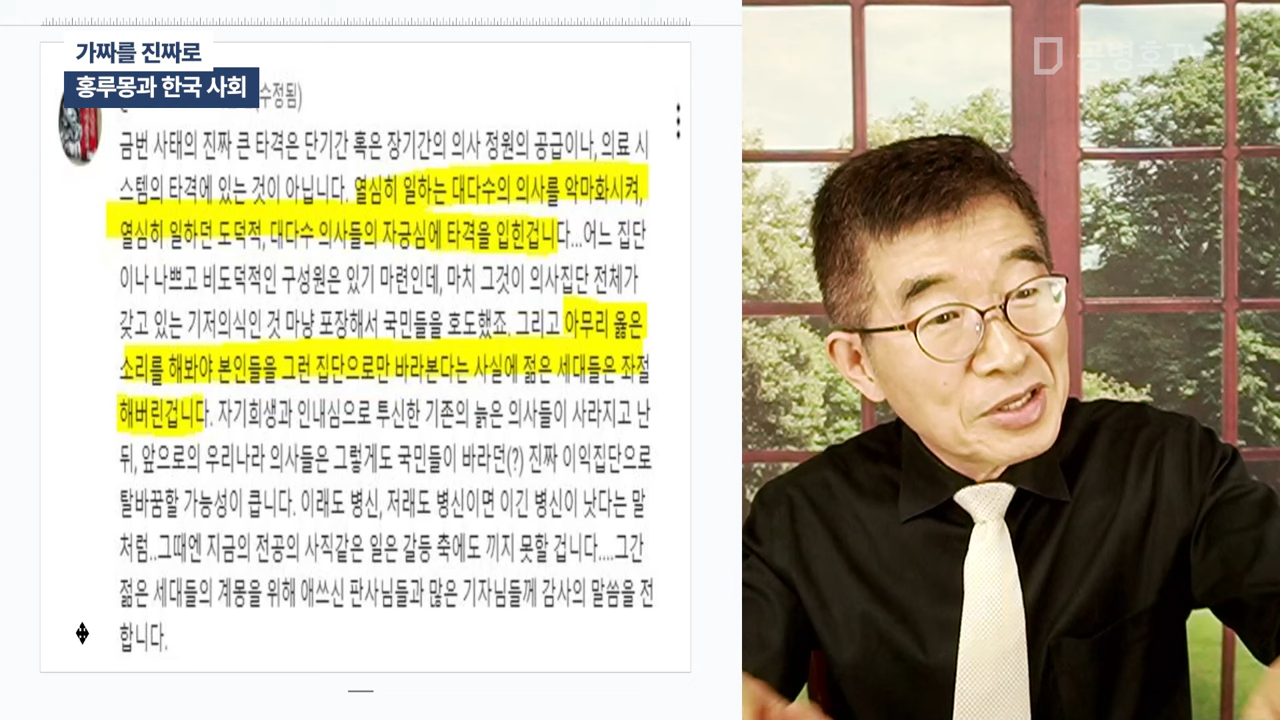 가짜를 진짜로
홍루몽과 한국 사회
(수정됨)
금번 사태의 진짜 큰 타격은 단기간 혹은 장기간의 의사 정원의 공급이나, 의료 시
스템의 타격에 있는 것이 아닙니다. 열심히 일하는 대다수의 의사를 악마화시켜,
열심히 일하던 도덕적, 대다수 의사들의 자긍심에 타격을 입힌겁니다...어느 집단
이나 나쁘고 비도덕적인 구성원은 있기 마련인데, 마치 그것이 의사집단 전체가
갖고 있는 기저의식인 것 마냥 포장해서 국민들을 호도했죠. 그리고 아무리 옳은
소리를 해봐야 본인들을 그런 집단으로만 바라본다는 사실에 젊은 세대들은 좌절
해버린겁니다. 자기희생과 인내심으로 투신한 기존의 늙은 의사들이 사라지고 난
뒤, 앞으로의 우리나라 의사들은 그렇게도 국민들이 바라던(?) 진짜 이익집단으로
탈바꿈할 가능성이 큽니다. 이래도 병신, 저래도 병신이면 이긴 병신이 낫다는 말
처럼..그때엔 지금의 전공의 사직같은 일은 갈등 축에도 끼지 못할 겁니다....그간
젊은 세대들의 계몽을 위해 애쓰신 판사님들과 많은 기자님들께 감사의 말씀을 전
합니다.
공병호TV